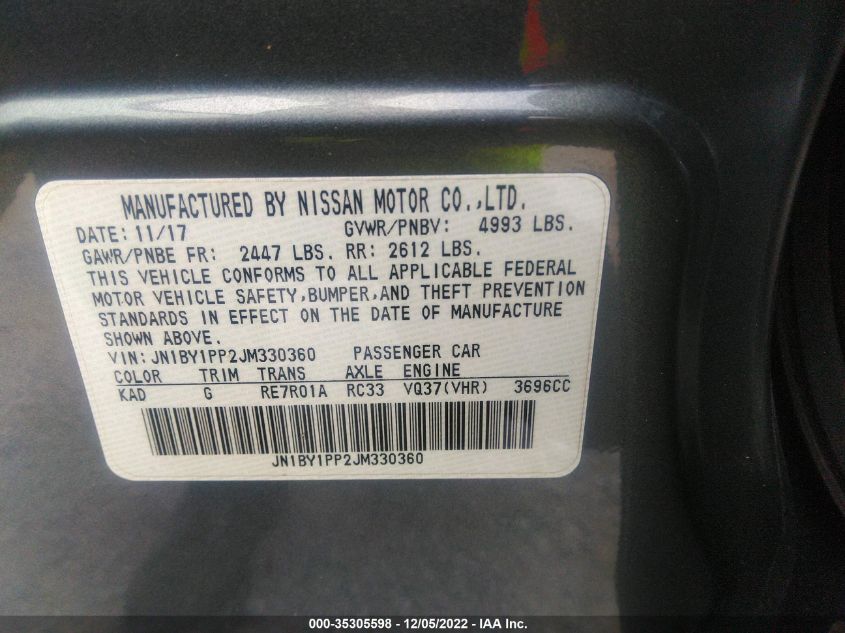 MANUFACTURED BY NISSAN MOTOR CO.,LTD.
DATE: 11/17 GVWR/PNBV: 4993 LBS.
GAWR/PNBE FR: 2447 LBS. RR: 2612 LBS.
THIS VEHICLE CONFORMS TO ALL APPLICABLE FEDERAL
MOTOR VEHICLE SAFETY,BUMPER,AND THEFT PREVENTION
STANDARDS IN EFFECT ON THE DATE OF MANUFACTURE
SHOWN ABOVE.
VIN:JN1BY1PP2JM330360 PASSENGER CAR
COLOR TRIM TRANS AXLE ENGINE
KAD G RE7R01A RC33 VQ37(VHR) 3696CC
JN1BY1PP2JM330360
000-35305598 - 12/05/2022 - IAA Inc.